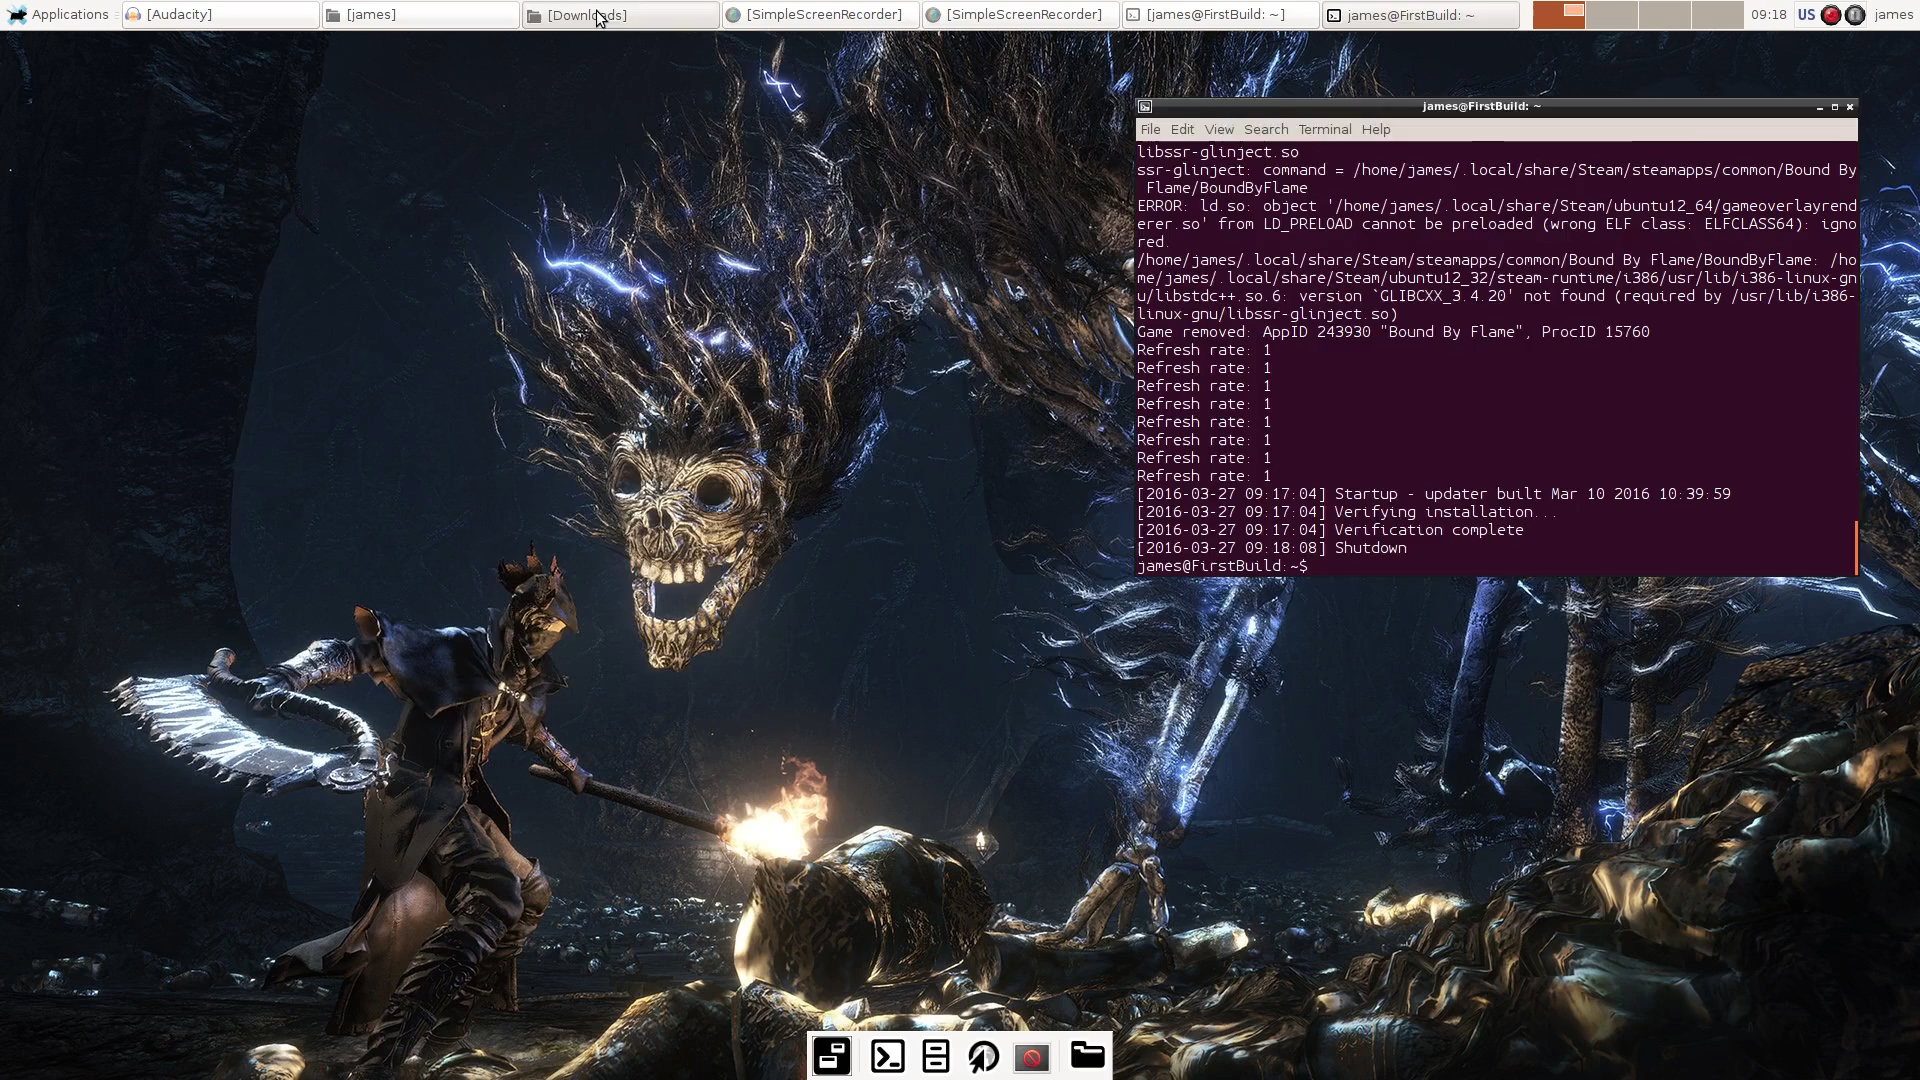 Applications
[Audacity]
[james]
[Downloads]
[SimpleScreenRecorder]
[SimpleScreenRecorder]
[james@FirstBuild: ~]
james@FirstBuild: ~
09:18
US
james
james@FirstBuild: ~
File Edit View Search Terminal Help
libssr-glinject.so
ssr-glinject: command = /home/james/.local/share/Steam/steamapps/common/Bound By
Flame/BoundByFlame
ERROR: ld.so: object '/home/james/.local/share/Steam/ubuntu12_64/gameoverlayrend
erer.so' from LD_PRELOAD cannot be preloaded (wrong ELF class: ELFCLASS64): igno
red.
/home/james/.local/share/Steam/steamapps/common/Bound By Flame/BoundByFlame: /ho
me/james/.local/share/Steam/ubuntu12_32/steam-runtime/i386/usr/lib/i386-linux-gn
u/libstdc++.so.6: version `GLIBCXX_3.4.20' not found (required by /usr/lib/i386-
linux-gnu/libssr-glinject.so)
Game removed: AppID 243930 "Bound By Flame", ProcID 15760
Refresh rate: 1
Refresh rate: 1
Refresh rate: 1
Refresh rate: 1
Refresh rate: 1
Refresh rate: 1
Refresh rate: 1
Refresh rate: 1
[2016-03-27 09:17:04] Startup - updater built Mar 10 2016 10:39:59
[2016-03-27 09:17:04] Verifying installation...
[2016-03-27 09:17:04] Verification complete
[2016-03-27 09:18:08] Shutdown
james@FirstBuild:~$